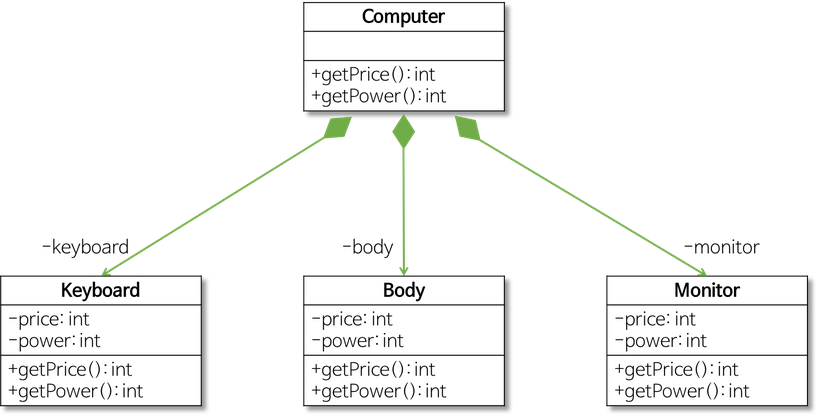 Computer
+getPrice():int
+getPower():int
-keyboard
-body
-monitor
Keyboard
-price: int
-power: int
+getPrice(): int
+getPower(): int
Body
-price: int
-power: int
+getPrice(): int
+getPower(): int
Monitor
-price: int
-power: int
+getPrice(): int
+getPower(): int